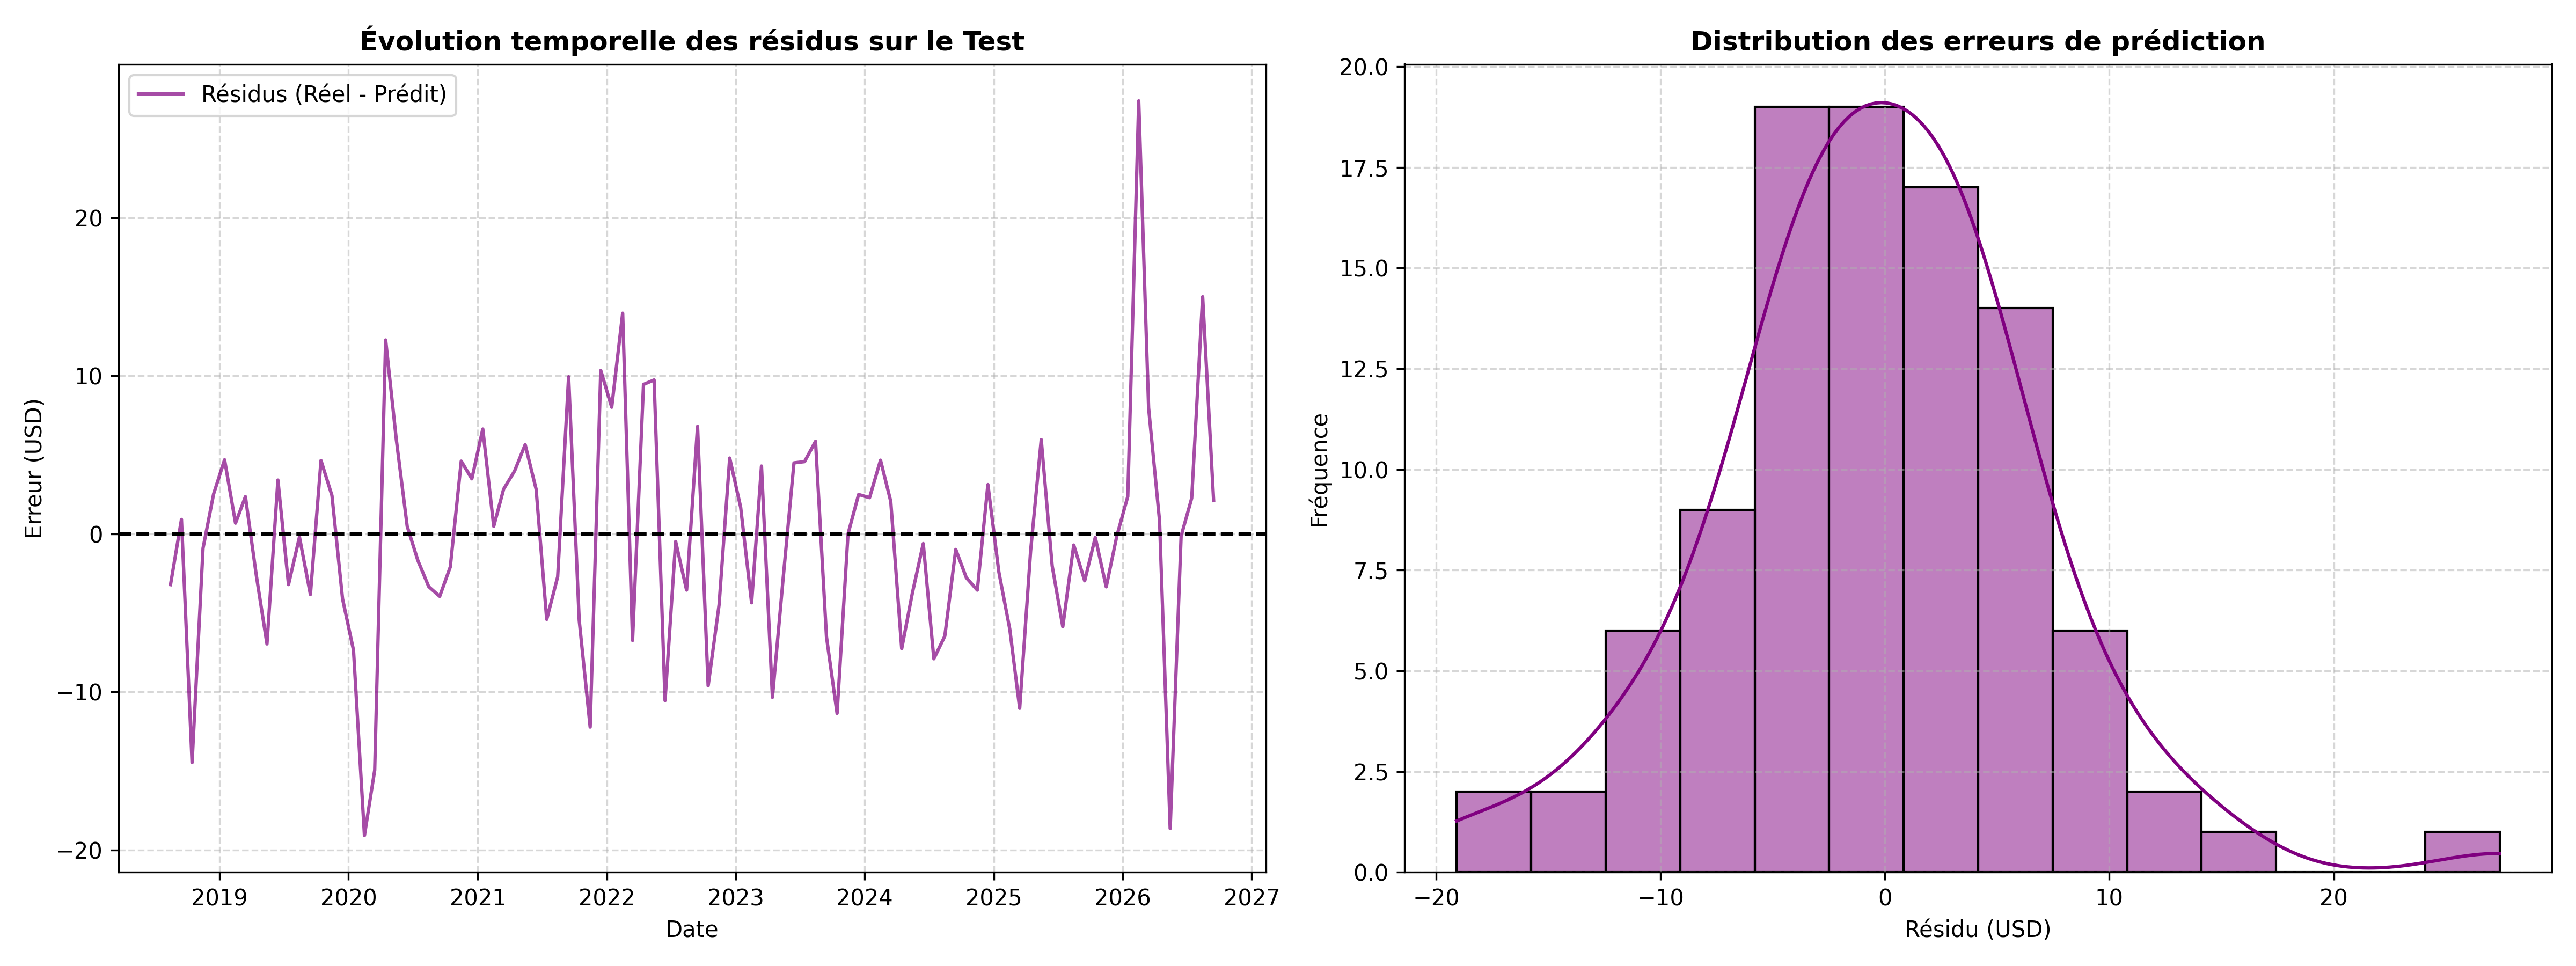 Évolution temporelle des résidus sur le Test
Résidus (Réel - Prédit)
Erreur (USD)
20
10
0
−10
−20
2019 2020 2021 2022 2023 2024 2025 2026 2027
Date
Distribution des erreurs de prédiction
Fréquence
20.0
17.5
15.0
12.5
10.0
7.5
5.0
2.5
0.0
−20 −10 0 10 20
Résidu (USD)